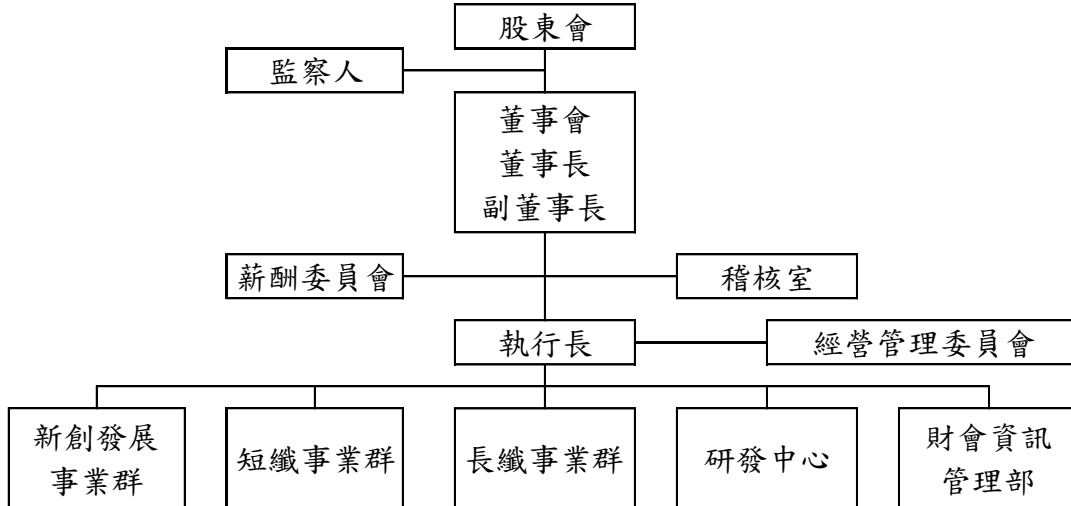 股東會
監察人
董事會
董事長
副董事長
薪酬委員會
稽核室
執行長
經營管理委員會
新創發展
事業群
短纖事業群
長纖事業群
研發中心
財會資訊
管理部